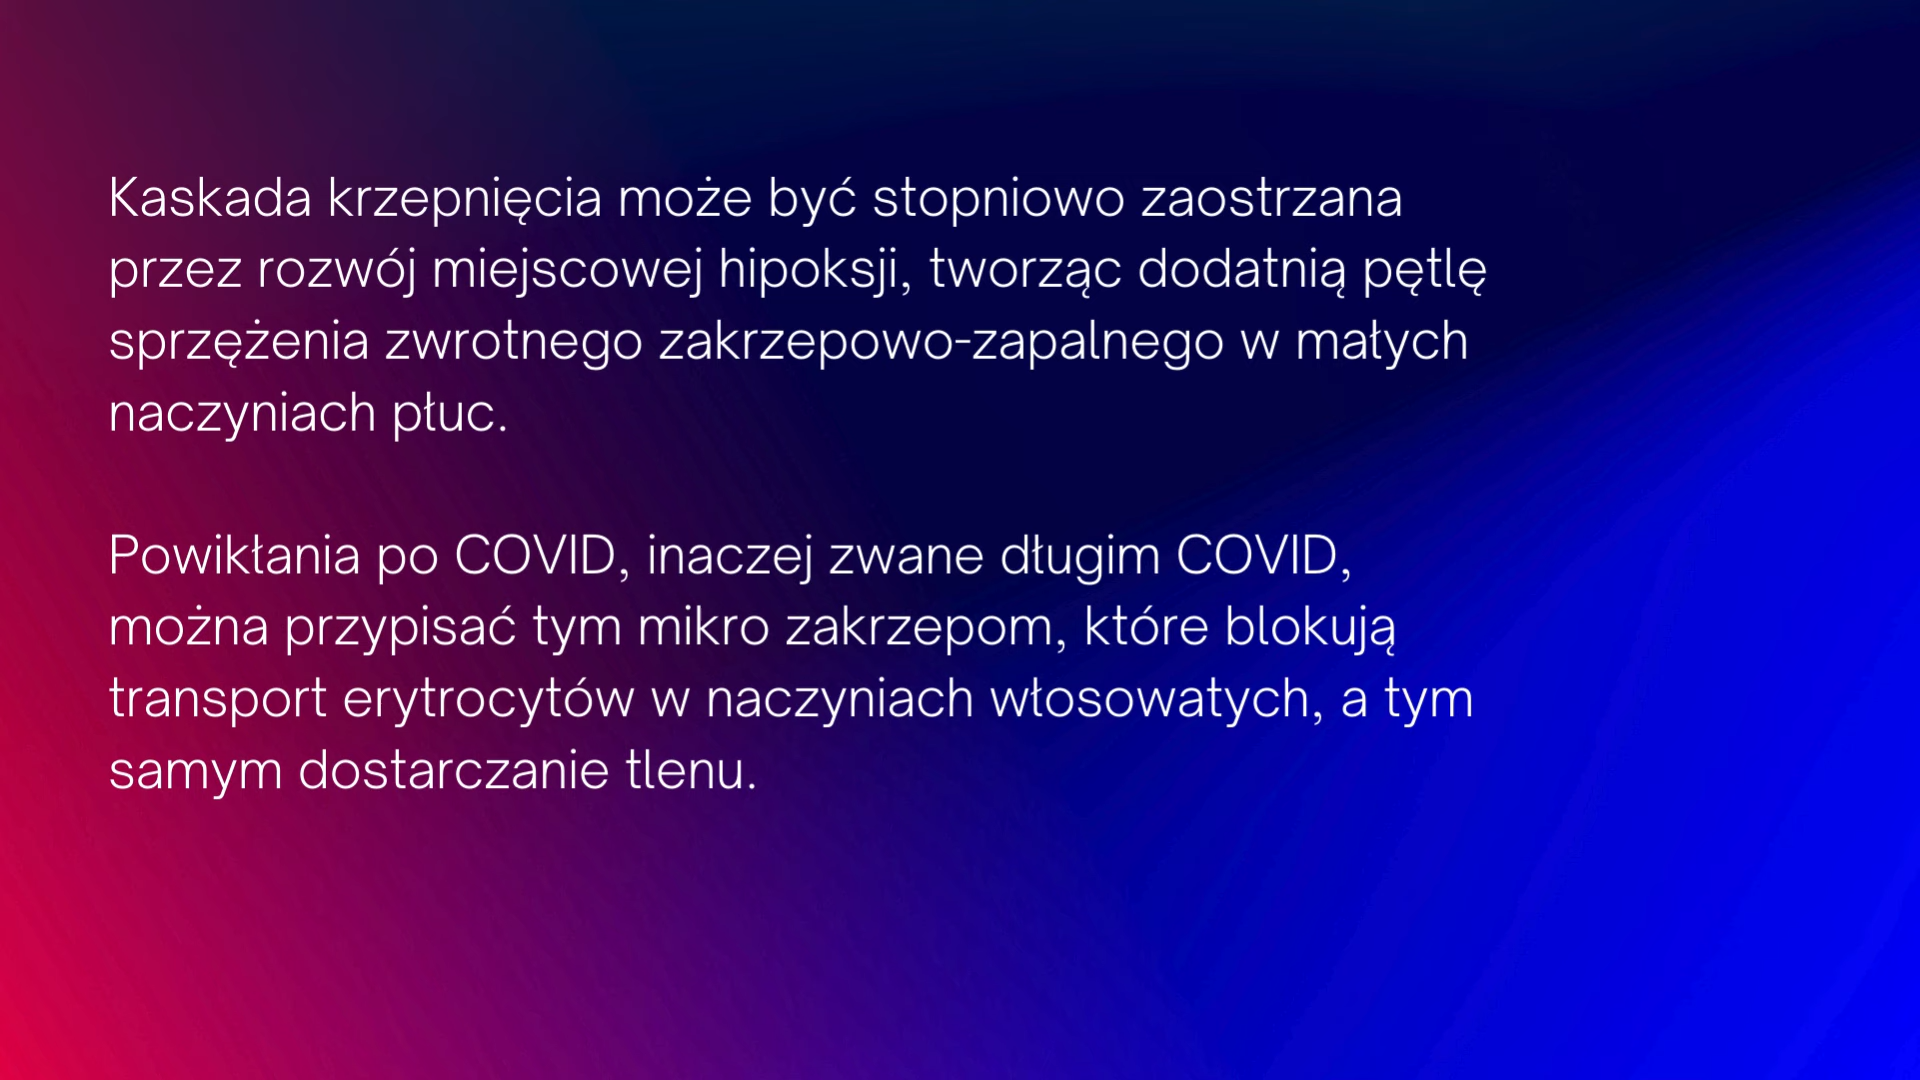 Kaskada krzepnięcia może być stopniowo zaostrzana
przez rozwój miejscowej hipoksji, tworząc dodatnią pętlę
sprzężenia zwrotnego zakrzepowo-zapalnego w małych
naczyniach płuc.
Powikłania po COVID, inaczej zwane długim COVID,
można przypisać tym mikro zakrzepom, które blokują
transport erytrocytów w naczyniach włosowatych, a tym
samym dostarczanie tlenu.